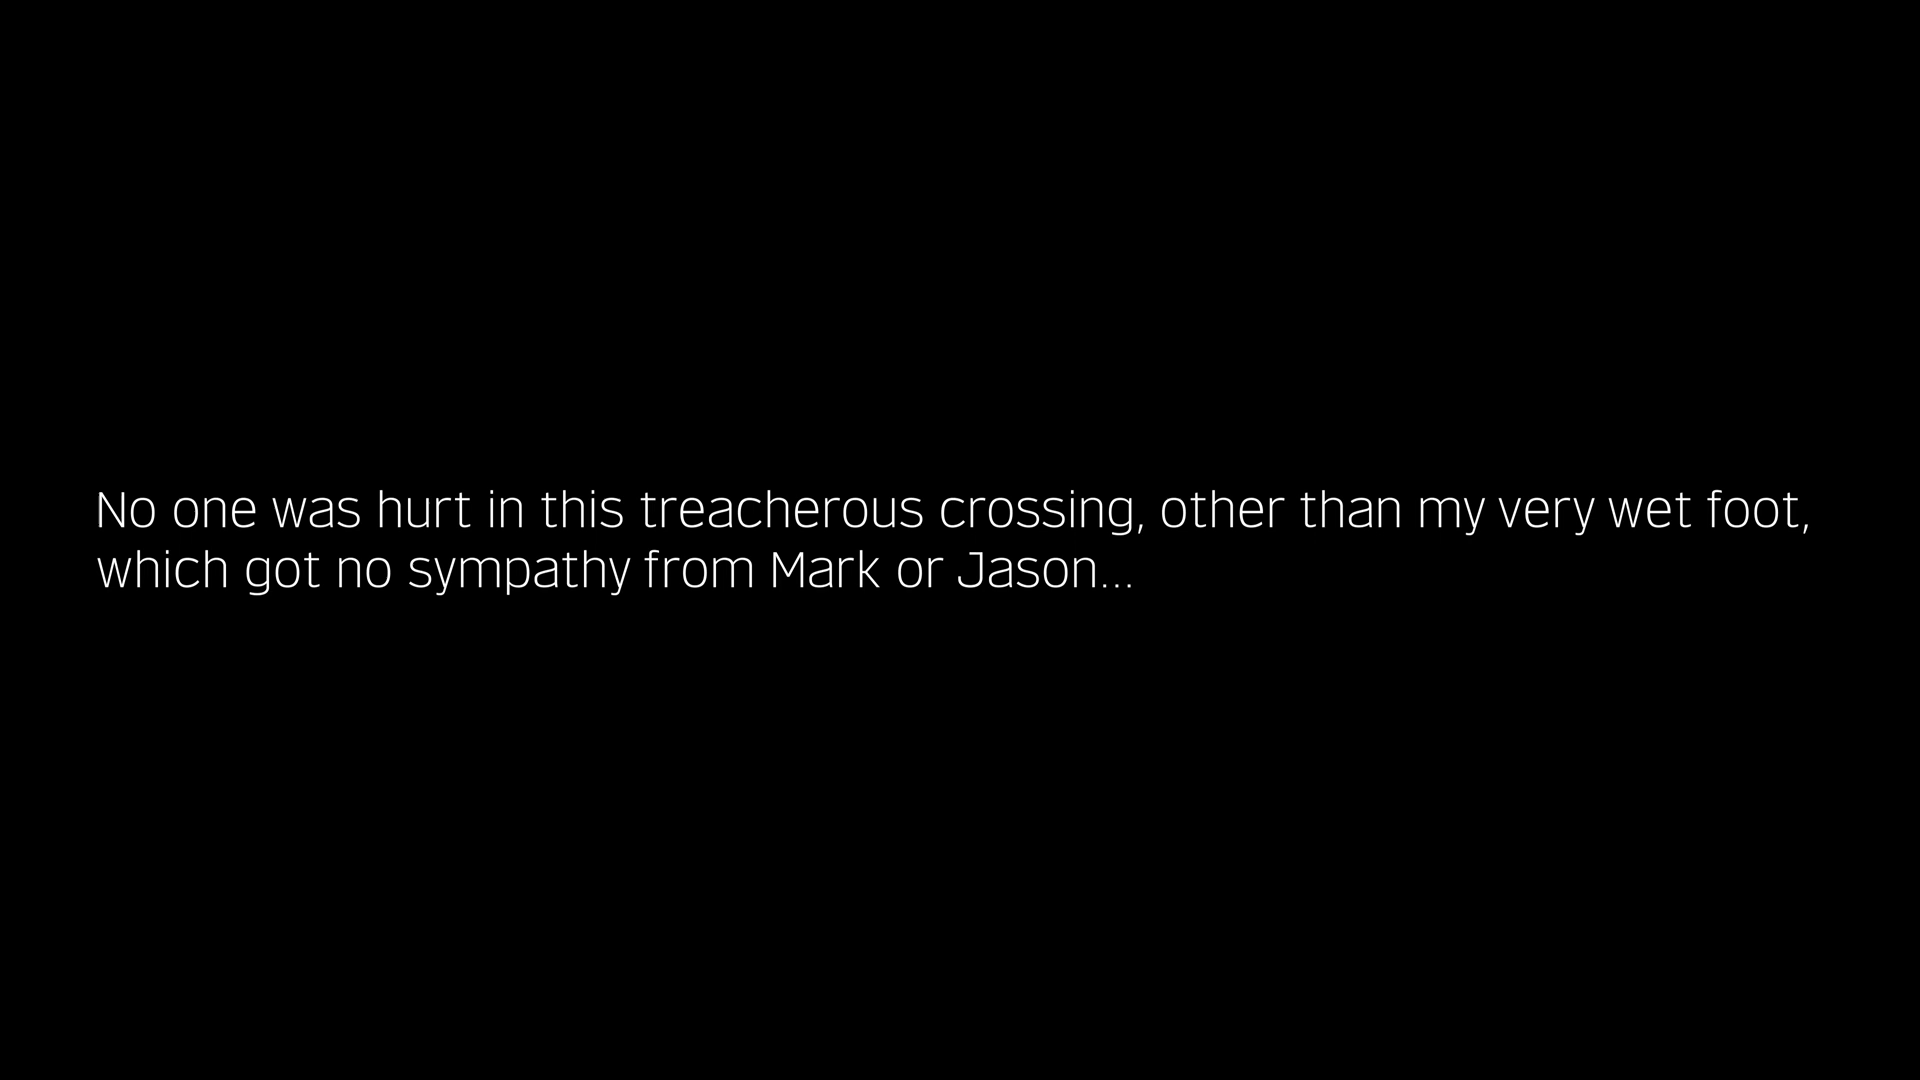 No one was hurt in this treacherous crossing, other than my very wet foot,
which got no sympathy from Mark or Jason...